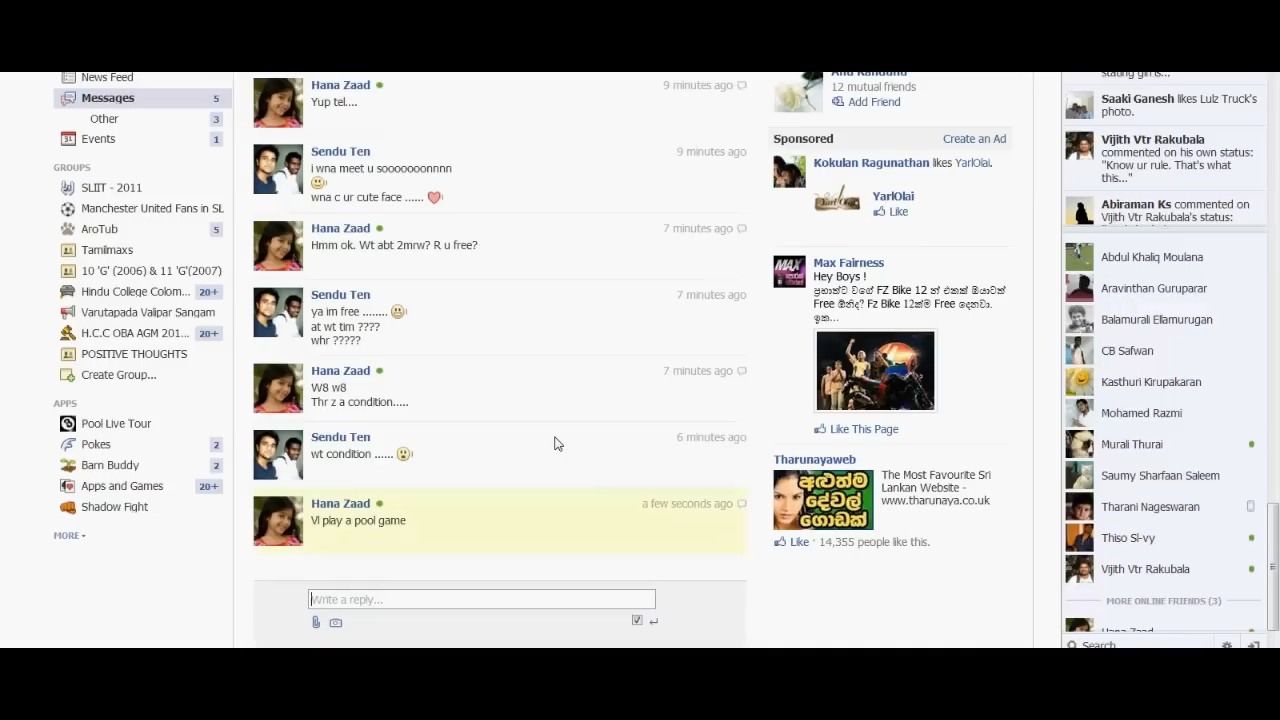 News Feed
Messages 5
Other 3
Events 1
GROUPS
SLIIT - 2011
Manchester United Fans in SL
AroTub 5
Tamilmaxs
10 'G' (2006) & 11 'G'(2007)
Hindu College Colom... 20+
Varutapada Valipar Sangam
H.C.C OBA AGM 201... 20+
POSITIVE THOUGHTS
Create Group...
APPS
Pool Live Tour
Pokes 2
Barn Buddy 2
Apps and Games 20+
Shadow Fight
MORE
Hana Zaad 9 minutes ago
Yup tel....
Sendu Ten 9 minutes ago
i wna meet u sooooooonnnn
wna c ur cute face ......
Hana Zaad 7 minutes ago
Hmm ok. Wt abt 2mrw? R u free?
Sendu Ten 7 minutes ago
ya im free ........
at wt tim ????
whr ?????
Hana Zaad 7 minutes ago
W8 w8
Thr z a condition.....
Sendu Ten 6 minutes ago
wt condition ......
Hana Zaad a few seconds ago
Vl play a pool game
Write a reply...
12 mutual friends
Add Friend
Sponsored Create an Ad
Kokulan Ragunathan likes YarlOlai.
YarlOlai
Like
Max Fairness
Hey Boys !
ප්‍රභාත්ව වගේ FZ Bike 12 න් එකක් ඔයාටත්
Free ඕනිද? Fz Bike 12ක්ම Free දෙනවා.
ඉක...
MAX
Like This Page
Tharunayaweb
අළුත්ම
දේවල්
ගොඩක්
The Most Favourite Sri
Lankan Website -
www.tharunaya.co.uk
Like · 14,355 people like this.
stating girl is...
Saaki Ganesh likes Lulz Truck's
photo.
Vijith Vtr Rakubala
commented on his own status:
"Know ur rule. That's what
this..."
Abiraman Ks commented on
Vijith Vtr Rakubala's status:
Abdul Khaliq Moulana
Aravinthan Guruparar
Balamurali Ellamurugan
CB Safwan
Kasthuri Kirupakaran
Mohamed Razmi
Murali Thurai
Saumy Sharfaan Saleem
Tharani Nageswaran
Thiso Sl-vy
Vijith Vtr Rakubala
MORE ONLINE FRIENDS (3)
Hana Zaad
Search